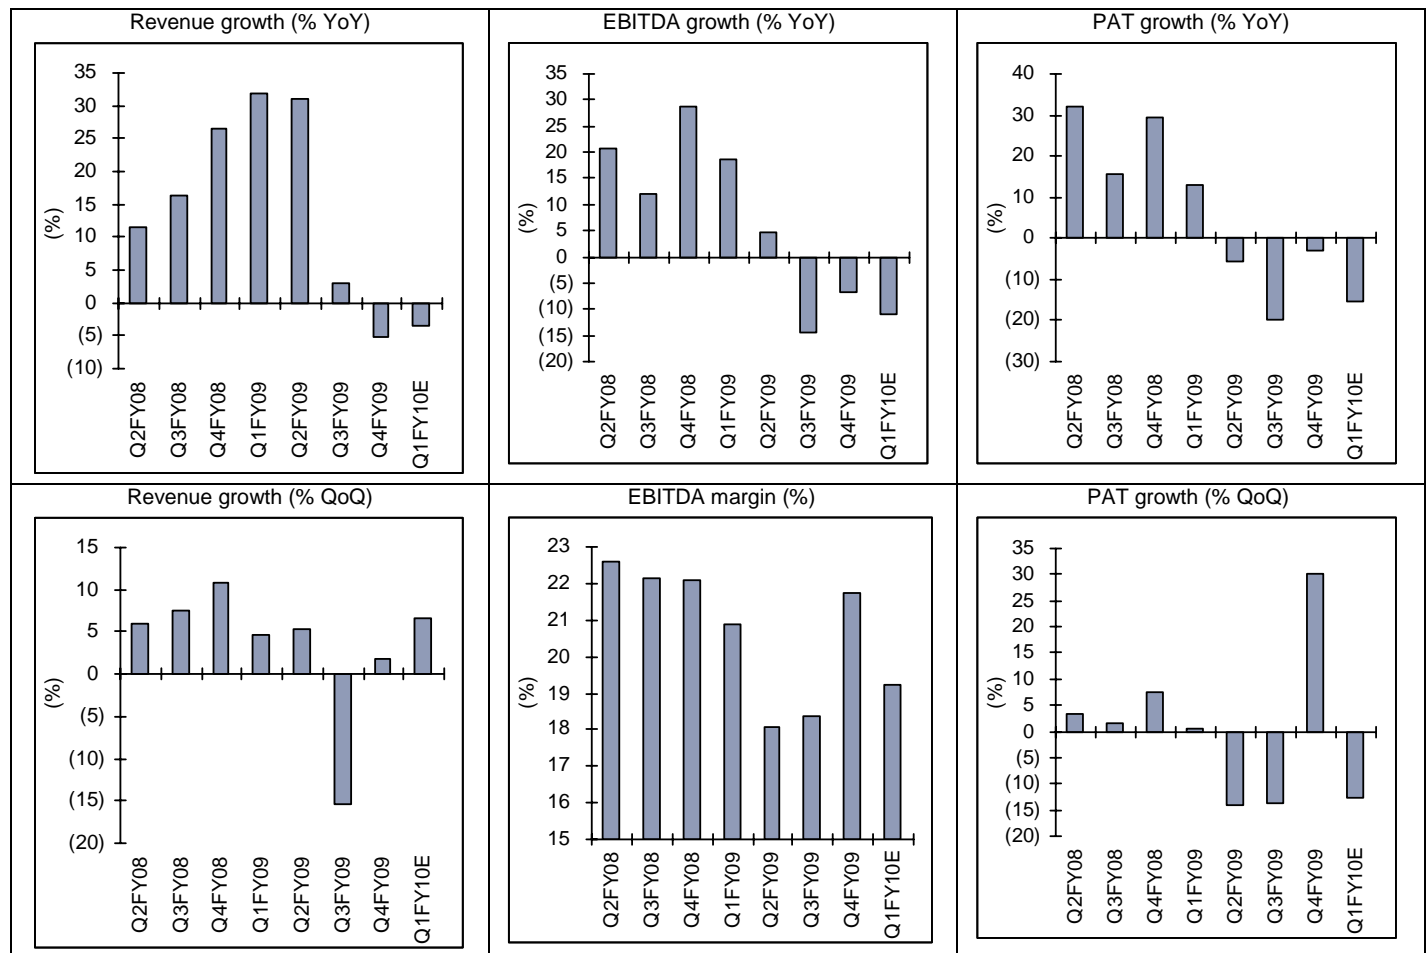 Revenue growth (% YoY)
35
30
25
20
15
10
5
0
(5)
(10)
(%)
Q2FY08
Q3FY08
Q4FY08
Q1FY09
Q2FY09
Q3FY09
Q4FY09
Q1FY10E
EBITDA growth (% YoY)
35
30
25
20
15
10
5
0
(5)
(10)
(15)
(20)
(%)
Q2FY08
Q3FY08
Q4FY08
Q1FY09
Q2FY09
Q3FY09
Q4FY09
Q1FY10E
PAT growth (% YoY)
40
30
20
10
0
(10)
(20)
(30)
(%)
Q2FY08
Q3FY08
Q4FY08
Q1FY09
Q2FY09
Q3FY09
Q4FY09
Q1FY10E
Revenue growth (% QoQ)
15
10
5
0
(5)
(10)
(15)
(20)
(%)
Q2FY08
Q3FY08
Q4FY08
Q1FY09
Q2FY09
Q3FY09
Q4FY09
Q1FY10E
EBITDA margin (%)
23
22
21
20
19
18
17
16
15
(%)
Q2FY08
Q3FY08
Q4FY08
Q1FY09
Q2FY09
Q3FY09
Q4FY09
Q1FY10E
PAT growth (% QoQ)
35
30
25
20
15
10
5
0
(5)
(10)
(15)
(20)
(%)
Q2FY08
Q3FY08
Q4FY08
Q1FY09
Q2FY09
Q3FY09
Q4FY09
Q1FY10E